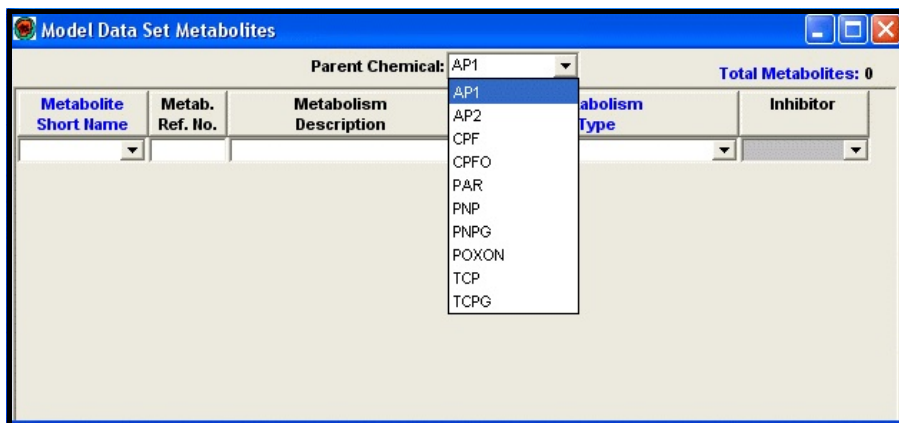 Model Data Set Metabolites
Parent Chemical: AP1
Total Metabolites: 0
Metabolite Short Name
Metab. Ref. No.
Metabolism Description
abolism Type
Inhibitor
AP1
AP2
CPF
CPFO
PAR
PNP
PNPG
POXON
TCP
TCPG